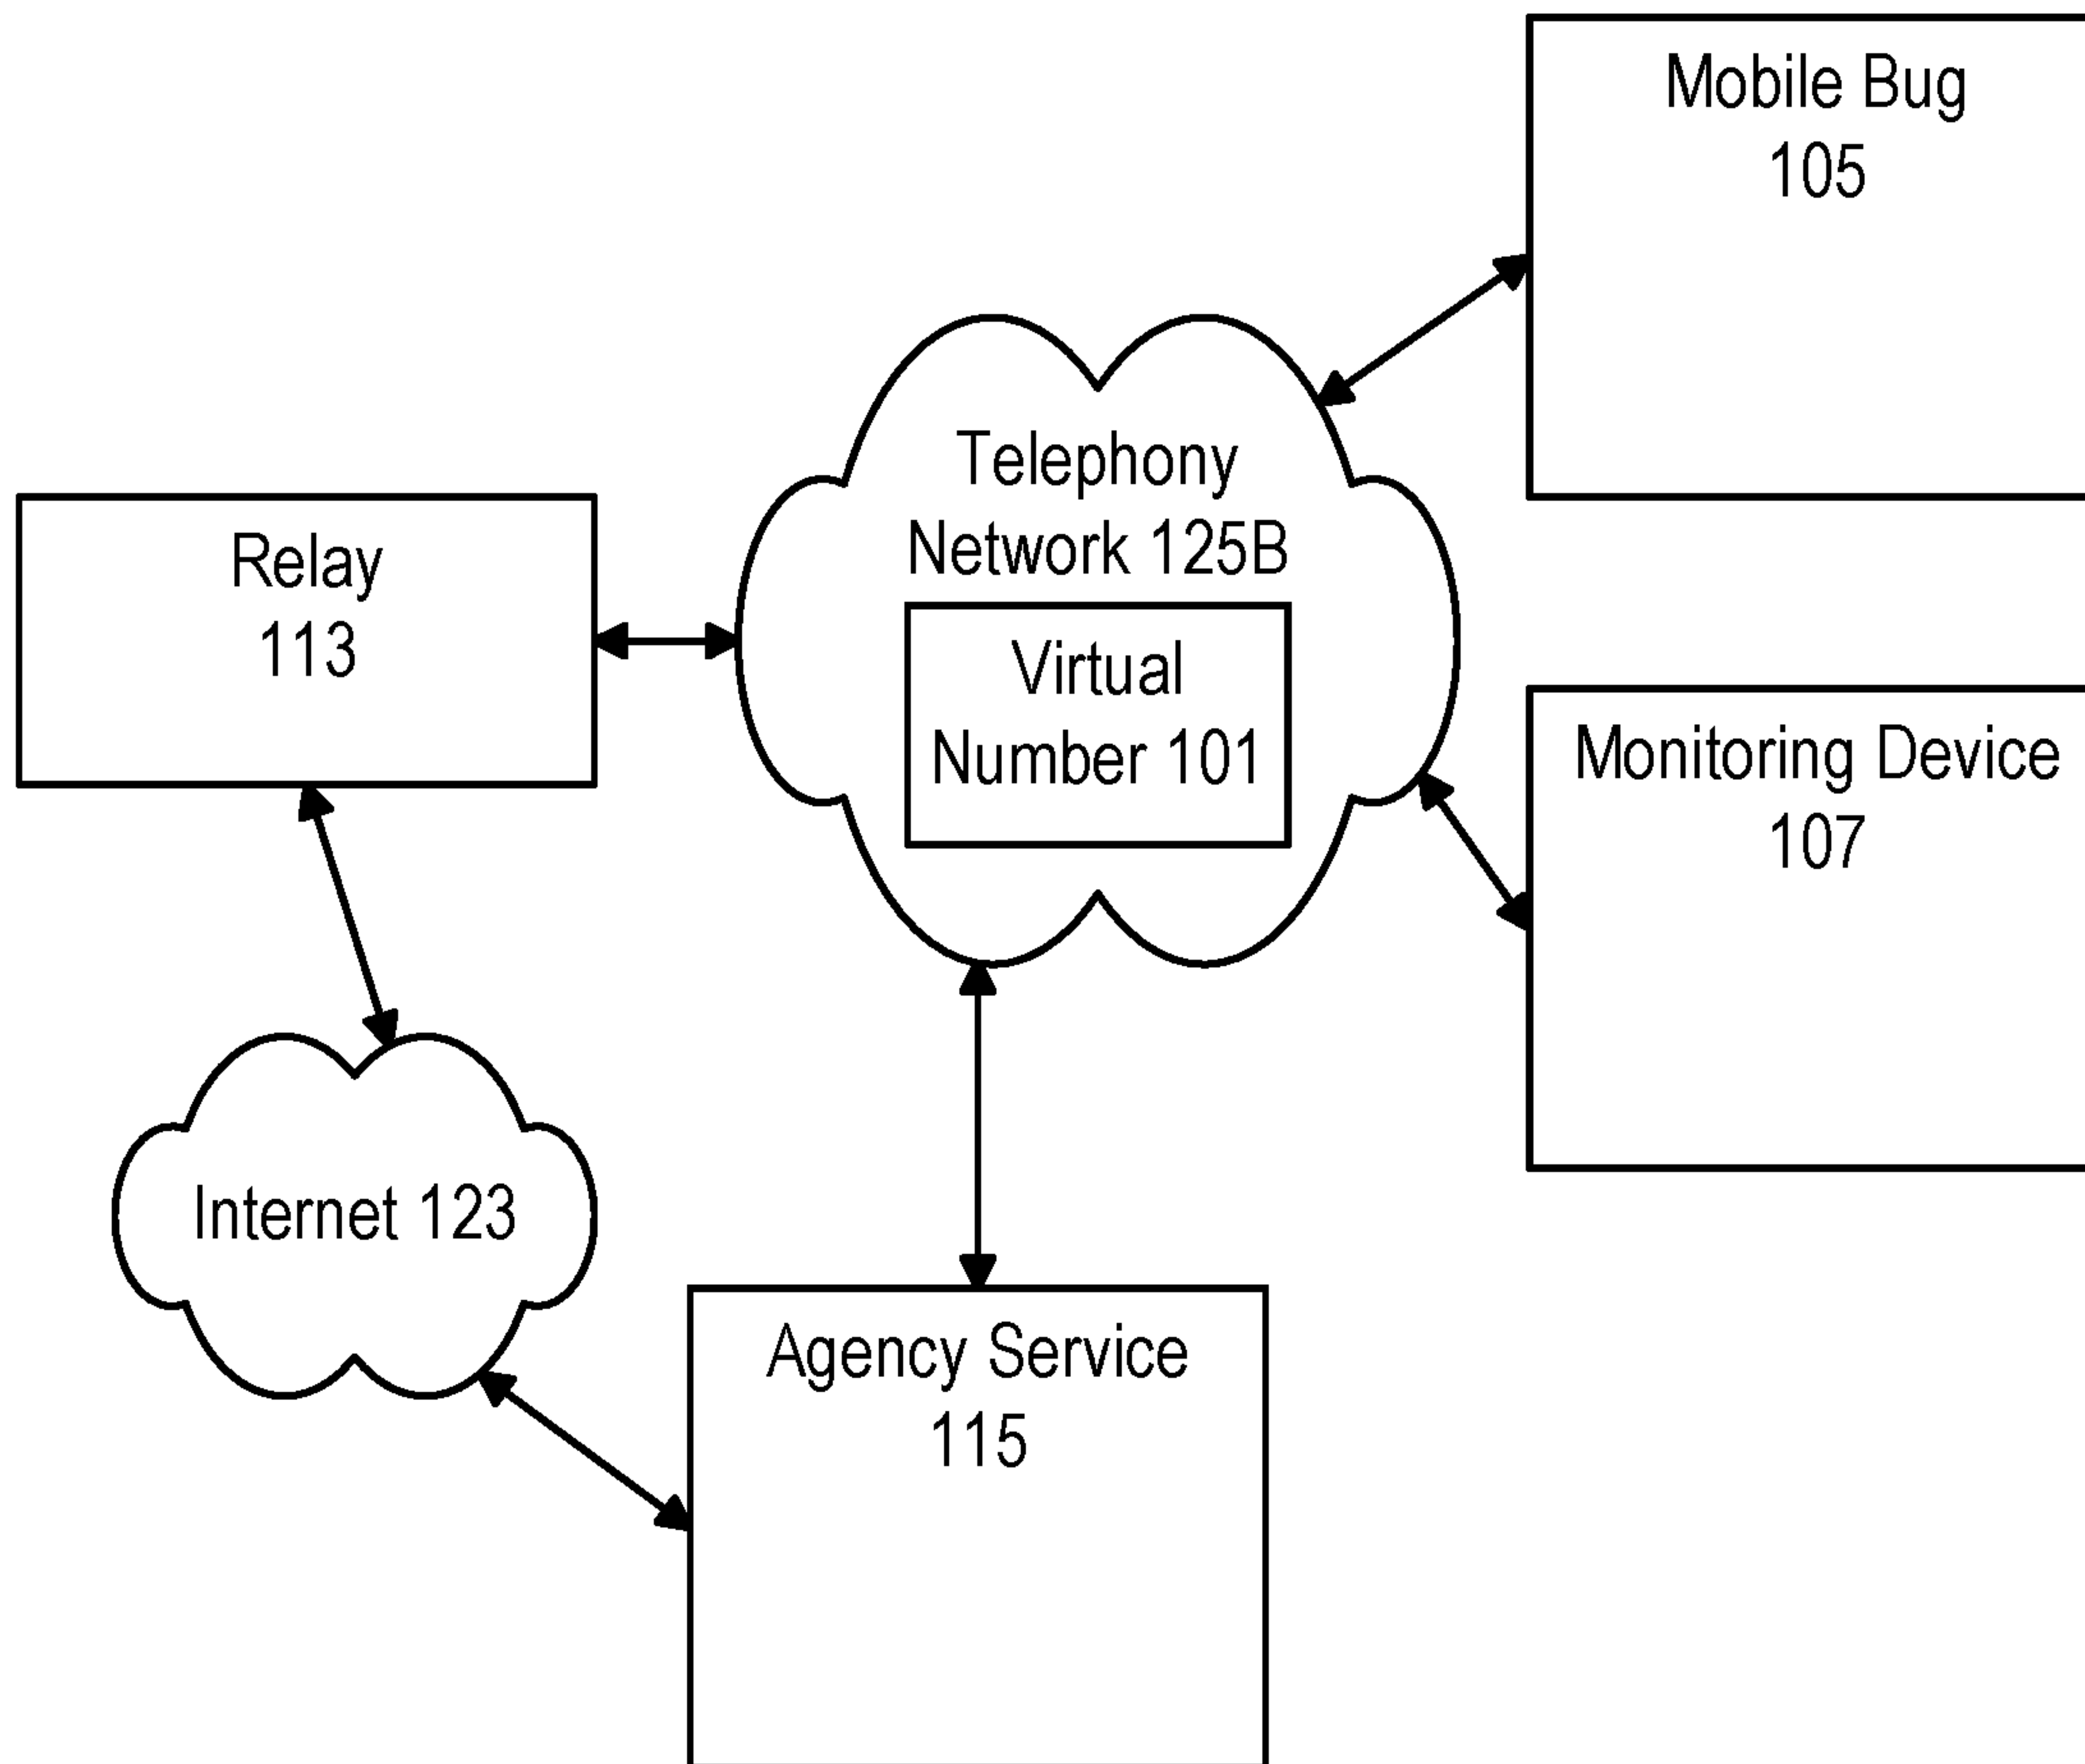 Mobile Bug
105
Telephony
Network 125B
Virtual
Number 101
Relay
113
Monitoring Device
107
Internet 123
Agency Service
115